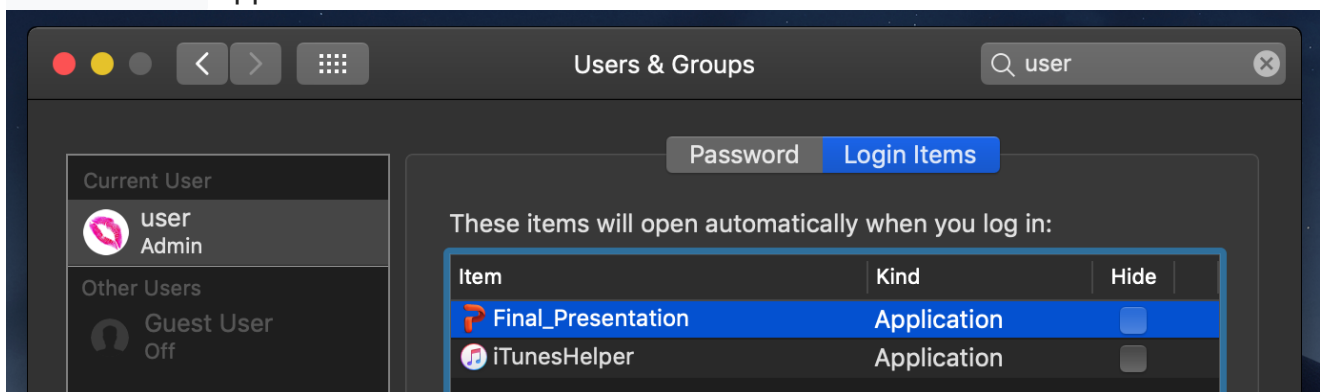 Users & Groups
user
Password
Login Items
Current User
user
Admin
These items will open automatically when you log in:
Item
Kind
Hide
Other Users
Final_Presentation
Application
Guest User
Off
iTunesHelper
Application